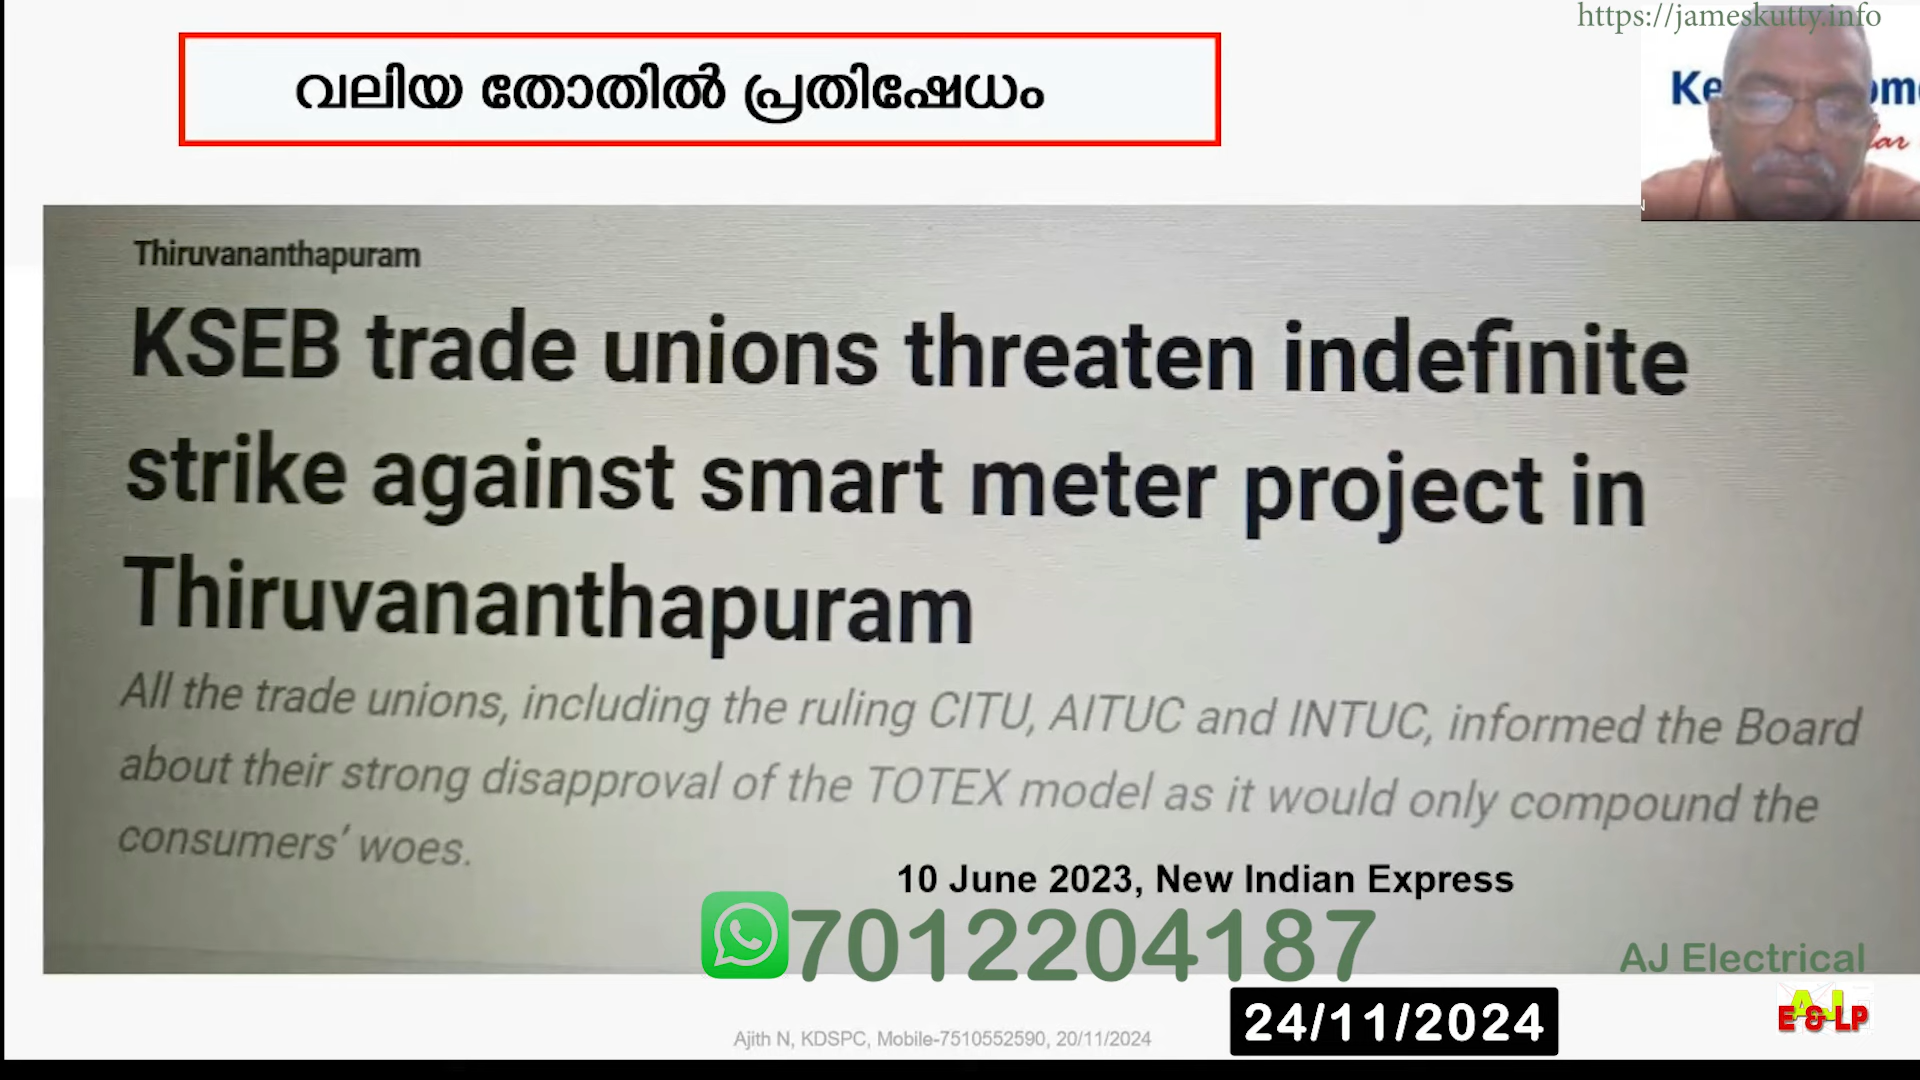 https://jameskutty.info
വലിയ തോതിൽ പ്രതിഷേധം
Thiruvananthapuram
KSEB trade unions threaten indefinite
strike against smart meter project in
Thiruvananthapuram
All the trade unions, including the ruling CITU, AITUC and INTUC, informed the Board
about their strong disapproval of the TOTEX model as it would only compound the
consumers' woes.
10 June 2023, New Indian Express
7012204187
AJ Electrical
AJ
E & LP
24/11/2024
Ajith N, KDSPC, Mobile-7510552590, 20/11/2024